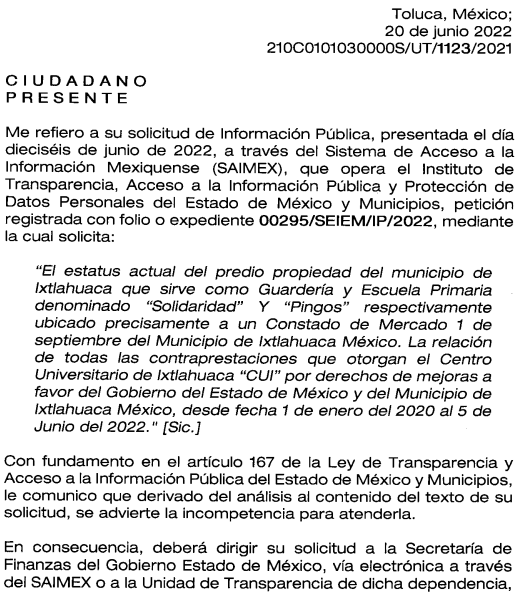 Toluca, México;
20 de junio 2022
210C0101030000S/UT/1123/2021
CIUDADANO
PRESENTE
Me refiero a su solicitud de Información Pública, presentada el día
dieciséis de junio de 2022, a través del Sistema de Acceso a la
Información Mexiquense (SAIMEX), que opera el Instituto de
Transparencia, Acceso a la Información Pública y Protección de
Datos Personales del Estado de México y Municipios, petición
registrada con folio o expediente 00295/SEIEM/IP/2022, mediante
la cual solicita:
"El estatus actual del predio propiedad del municipio de
Ixtlahuaca que sirve como Guardería y Escuela Primaria
denominado "Solidaridad" Y "Pingos" respectivamente
ubicado precisamente a un Constado de Mercado 1 de
septiembre del Municipio de Ixtlahuaca México. La relación
de todas las contraprestaciones que otorgan el Centro
Universitario de Ixtlahuaca "CUI" por derechos de mejoras a
favor del Gobierno del Estado de México y del Municipio de
Ixtlahuaca México, desde fecha 1 de enero del 2020 al 5 de
Junio del 2022." [Sic.]
Con fundamento en el artículo 167 de la Ley de Transparencia y
Acceso a la Información Pública del Estado de México y Municipios,
le comunico que derivado del análisis al contenido del texto de su
solicitud, se advierte la incompetencia para atenderla.
En consecuencia, deberá dirigir su solicitud a la Secretaría de
Finanzas del Gobierno Estado de México, vía electrónica a través
del SAIMEX o a la Unidad de Transparencia de dicha dependencia,